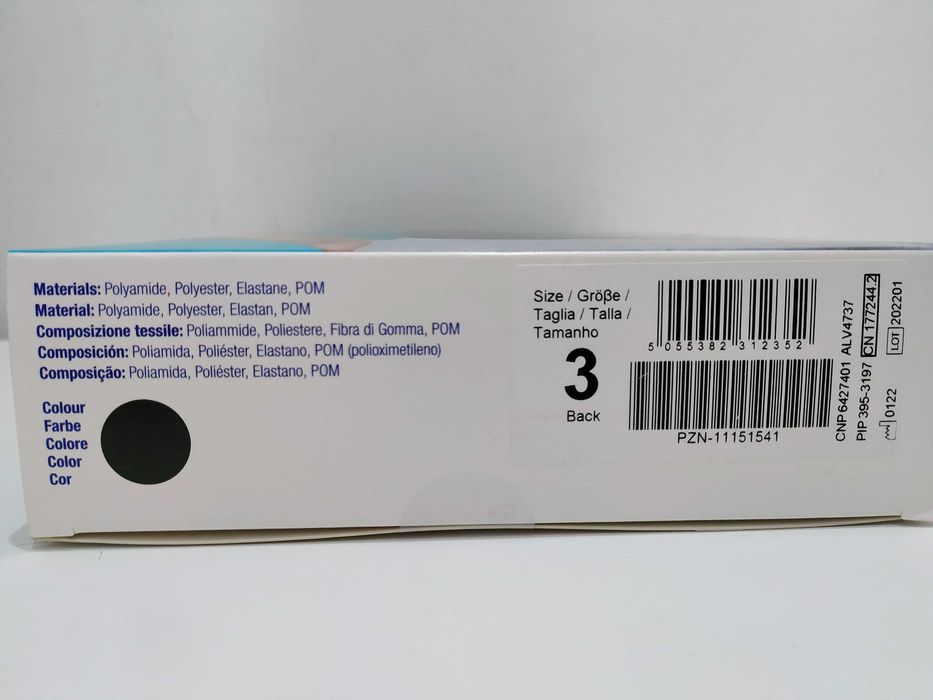 Materials: Polyamide, Polyester, Elastane, POM
Material: Polyamide, Polyester, Elastan, POM
Composizione tessile: Poliammide, Poliestere, Fibra di Gomma, POM
Composición: Poliamida, Poliéster, Elastano, POM (polioximetileno)
Composição: Poliamida, Poliéster, Elastano, POM
Colour
Farbe
Colore
Color
Cor
Size / Größe /
Taglia / Talla /
Tamanho
3
Back
5 055382 312352
PZN-11151541
CNP6427401 ALV4737
PIP 395-3197 CN 177244.2
0122 LOT 202201